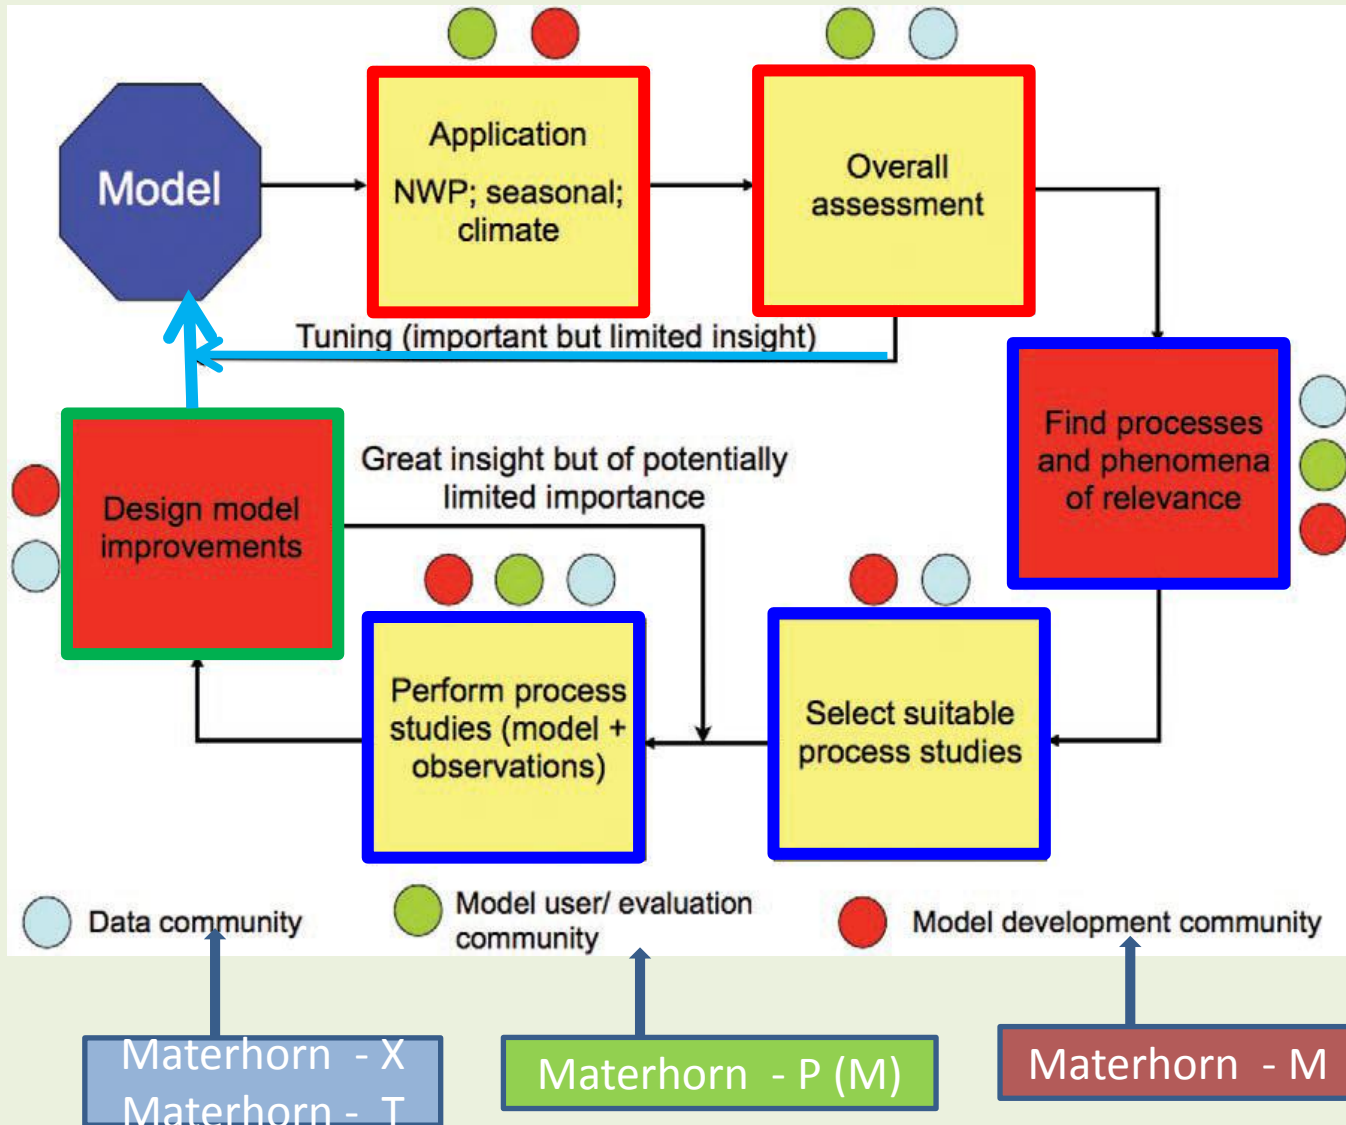 Model
Application
NWP; seasonal;
climate
Overall
assessment
Tuning (important but limited insight)
Find processes
and phenomena
of relevance
Great insight but of potentially
limited importance
Design model
improvements
Perform process
studies (model +
observations)
Select suitable
process studies
Data community
Model user/ evaluation
community
Model development community
Materhorn - X
Materhorn - T
Materhorn - P (M)
Materhorn - M